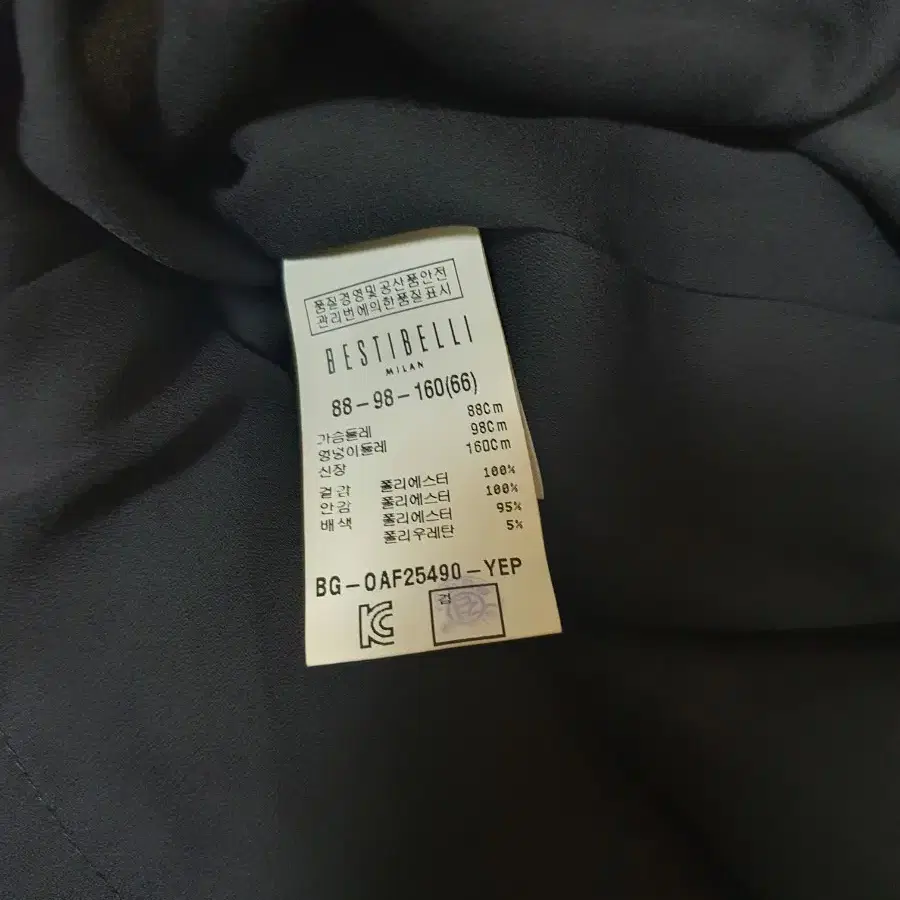 품질경영및공산품안전
관리법에의한품질표시
BESTIBELLI
MILAN
88-98-160(66)
가슴둘레 88Cm
엉덩이둘레 98Cm
신장 160Cm
겉감 폴리에스터 100%
안감 폴리에스터 100%
배색 폴리에스터 95%
폴리우레탄 5%
BG-0AF25490-YEP
검